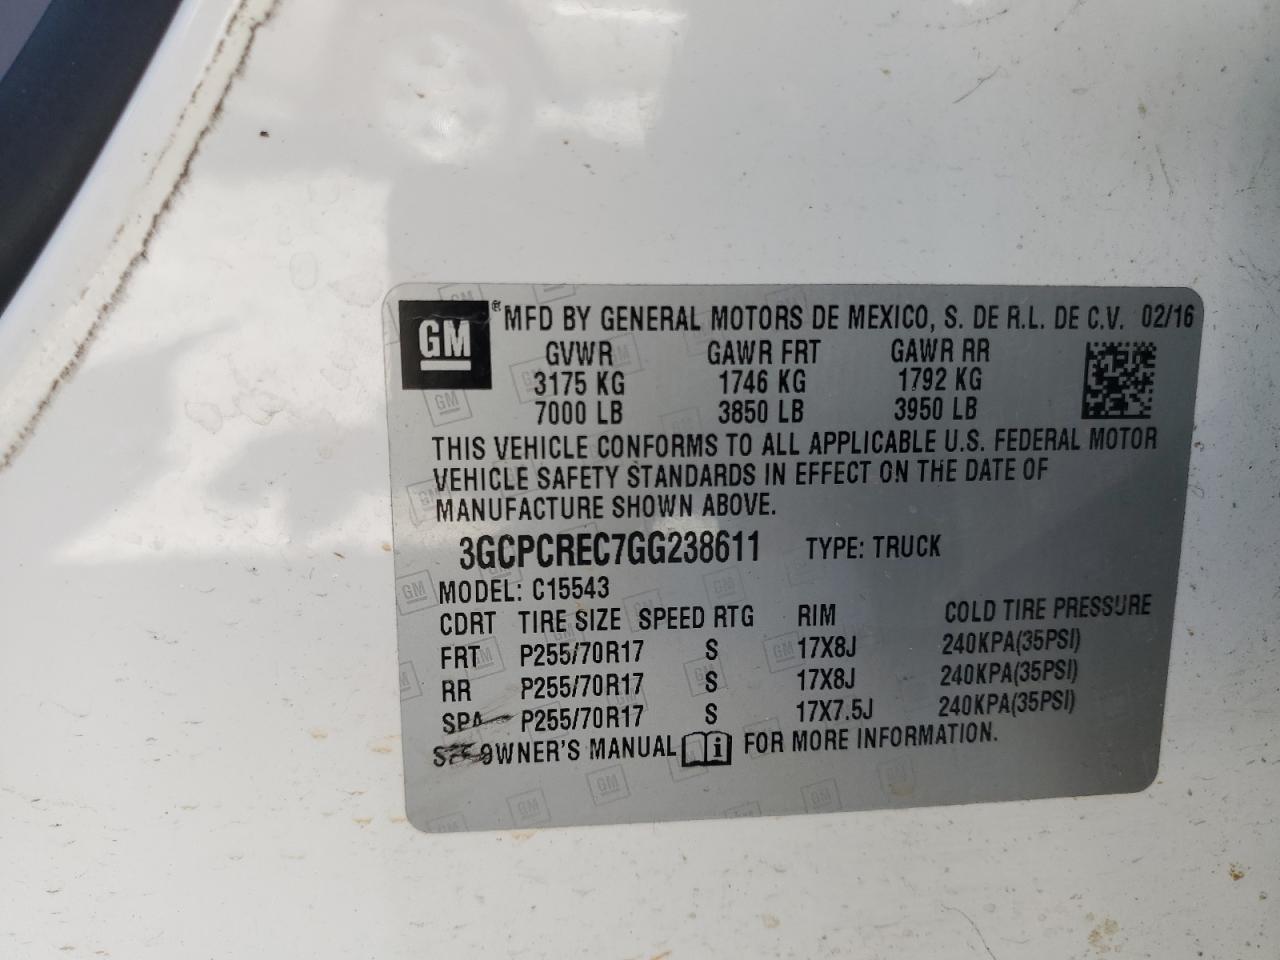 GM ® MFD BY GENERAL MOTORS DE MEXICO, S. DE R.L. DE C.V. 02/16
GVWR GAWR FRT GAWR RR
3175 KG 1746 KG 1792 KG
7000 LB 3850 LB 3950 LB
THIS VEHICLE CONFORMS TO ALL APPLICABLE U.S. FEDERAL MOTOR
VEHICLE SAFETY STANDARDS IN EFFECT ON THE DATE OF
MANUFACTURE SHOWN ABOVE.
3GCPCREC7GG238611 TYPE: TRUCK
MODEL: C15543
CDRT TIRE SIZE SPEED RTG RIM COLD TIRE PRESSURE
FRT P255/70R17 S 17X8J 240KPA(35PSI)
RR P255/70R17 S 17X8J 240KPA(35PSI)
SPA P255/70R17 S 17X7.5J 240KPA(35PSI)
SEE OWNER'S MANUAL FOR MORE INFORMATION.